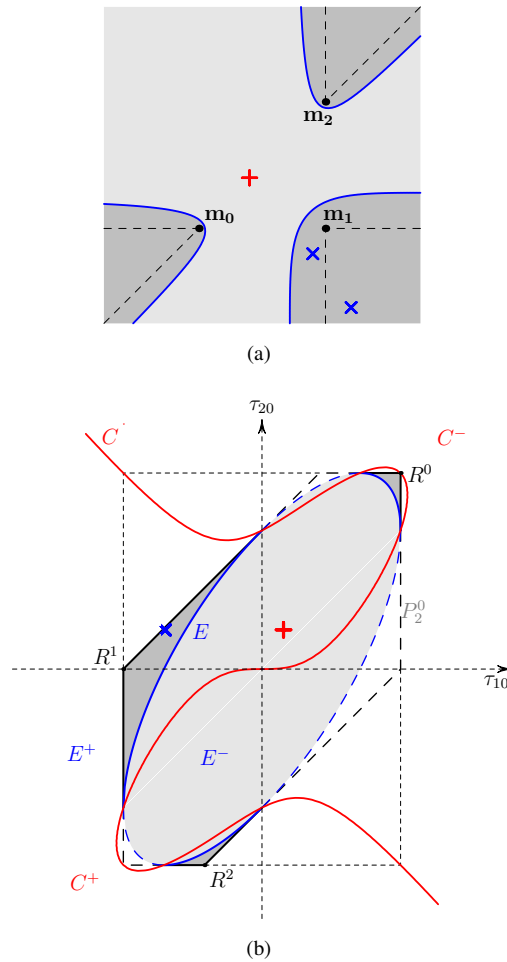 m₂
m₀
m₁
(a)
τ₂₀
C
C⁻
R⁰
P₂⁰
E
R¹
τ₁₀
E⁺
E⁻
C⁺
R²
(b)